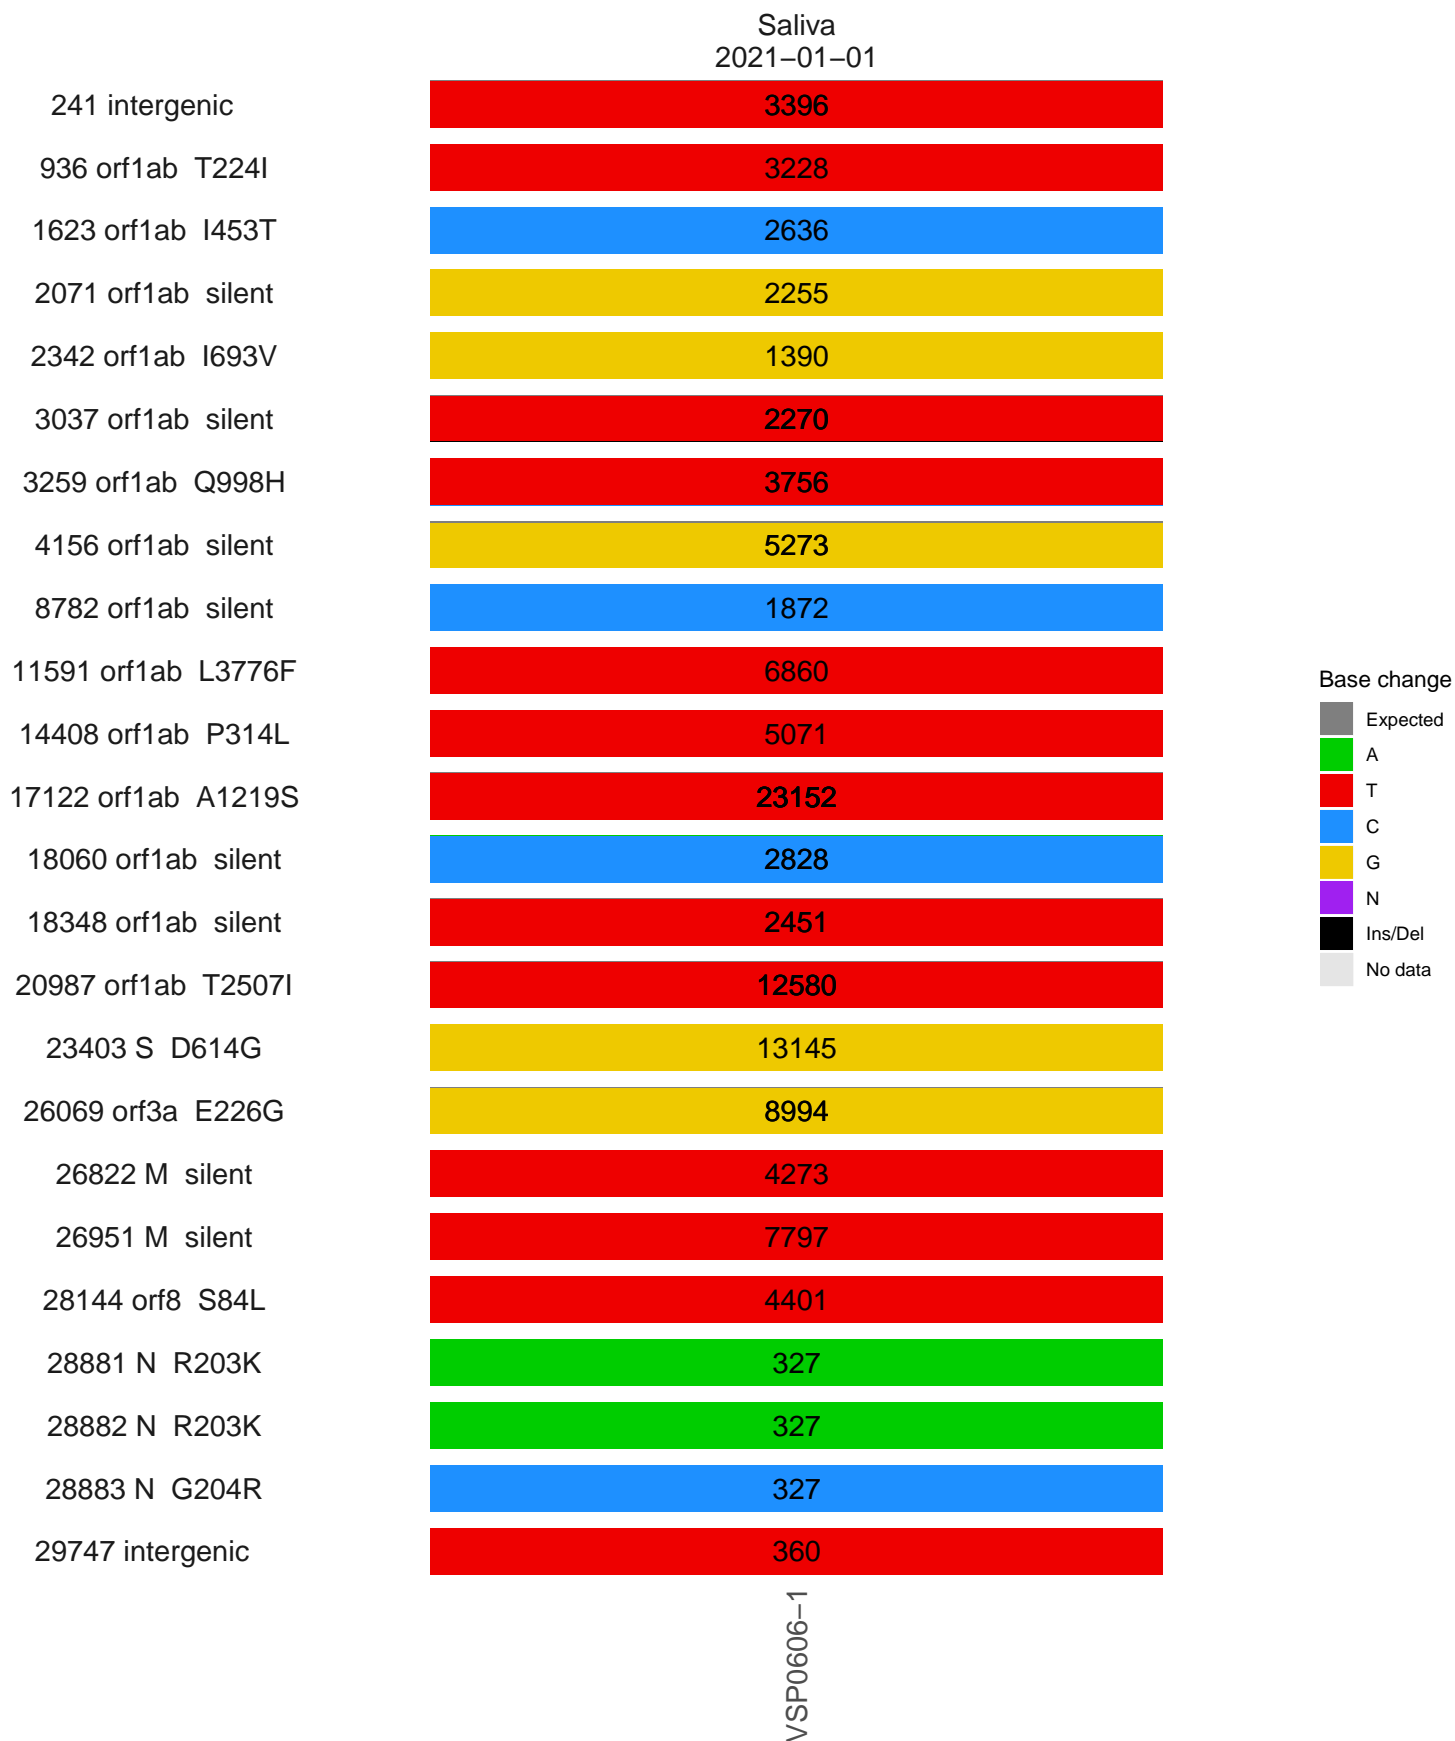 Saliva
2021−01−01
241 intergenic 3396
936 orf1ab T224I 3228
1623 orf1ab I453T 2636
2071 orf1ab silent 2255
2342 orf1ab I693V 1390
3037 orf1ab silent 2270
3259 orf1ab Q998H 3756
4156 orf1ab silent 5273
8782 orf1ab silent 1872
11591 orf1ab L3776F 6860
14408 orf1ab P314L 5071
17122 orf1ab A1219S 23152
18060 orf1ab silent 2828
18348 orf1ab silent 2451
20987 orf1ab T2507I 12580
23403 S D614G 13145
26069 orf3a E226G 8994
26822 M silent 4273
26951 M silent 7797
28144 orf8 S84L 4401
28881 N R203K 327
28882 N R203K 327
28883 N G204R 327
29747 intergenic 360
VSP0606−1
Base change
Expected
A
T
C
G
N
Ins/Del
No data